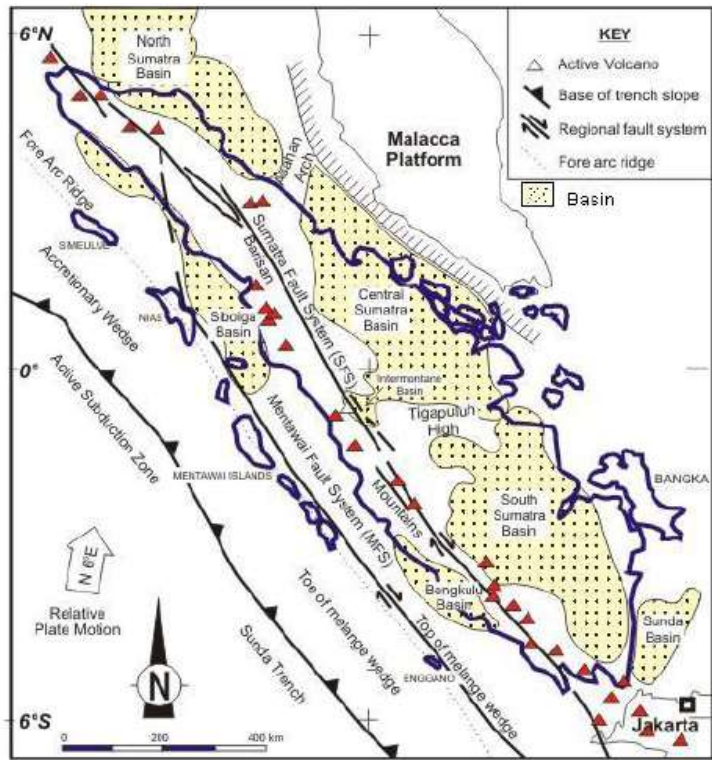 6°N
North
Sumatra
Basin
KEY
Active Volcano
Base of trench slope
Regional fault system
Fore arc ridge
Basin
Malacca
Platform
Arch
Fore Arc Ridge
SIMEULUE
Accretionary Wedge
Barisan
Sumatra Fault System (SFS)
Central
Sumatra
Basin
Sibolga
Basin
NIAS
0°
Active Subduction Zone
Intermontane
Basin
Tigapuluh
High
Mentawai Fault System (MFS)
MENTAWAI ISLANDS
Mountains
BANGKA
South
Sumatra
Basin
N 6°E
Relative
Plate Motion
Bengkulu
Basin
Sunda
Basin
Toe of melange wedge
Top of melange wedge
Sunda Trench
ENGGANO
N
6°S
0 200 400 km
Jakarta